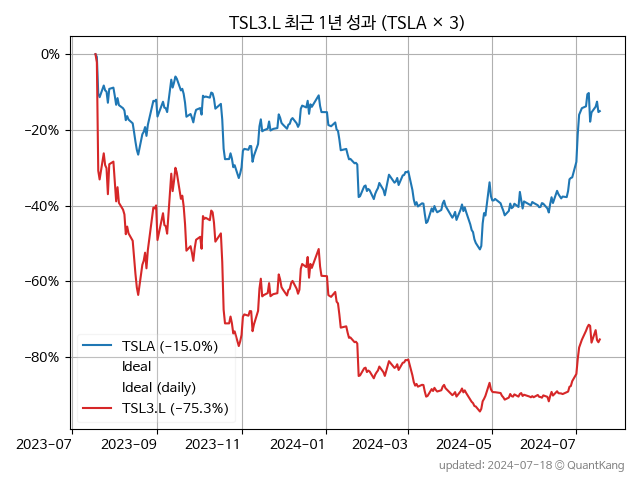 TSL3.L 최근 1년 성과 (TSLA × 3)
0%
−20%
−40%
−60%
−80%
TSLA (−15.0%)
Ideal
Ideal (daily)
TSL3.L (−75.3%)
2023-07
2023-09
2023-11
2024-01
2024-03
2024-05
2024-07
updated: 2024-07-18 © QuantKang